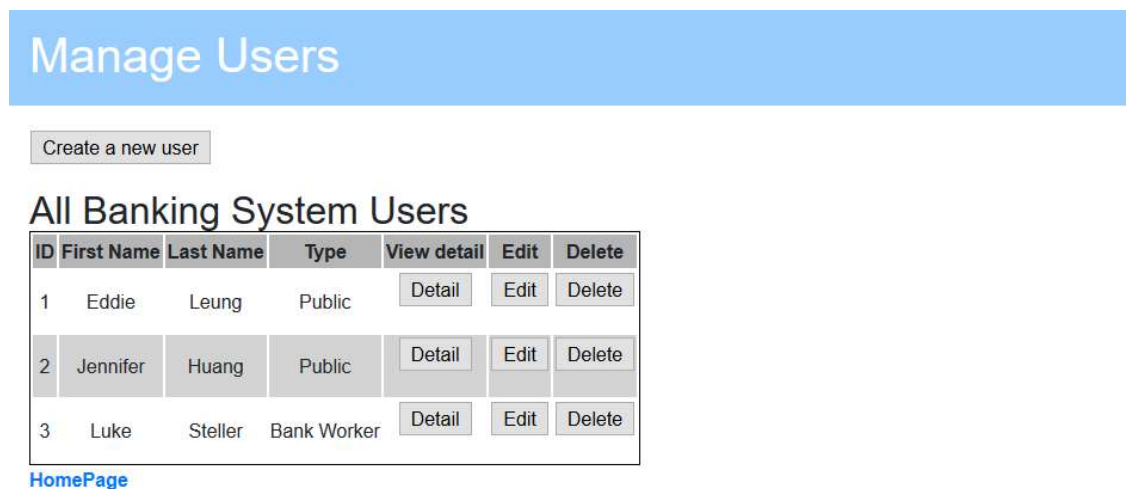 Manage Users
Create a new user
All Banking System Users
ID First Name Last Name Type View detail Edit Delete
1 Eddie Leung Public Detail Edit Delete
2 Jennifer Huang Public Detail Edit Delete
3 Luke Steller Bank Worker Detail Edit Delete
HomePage